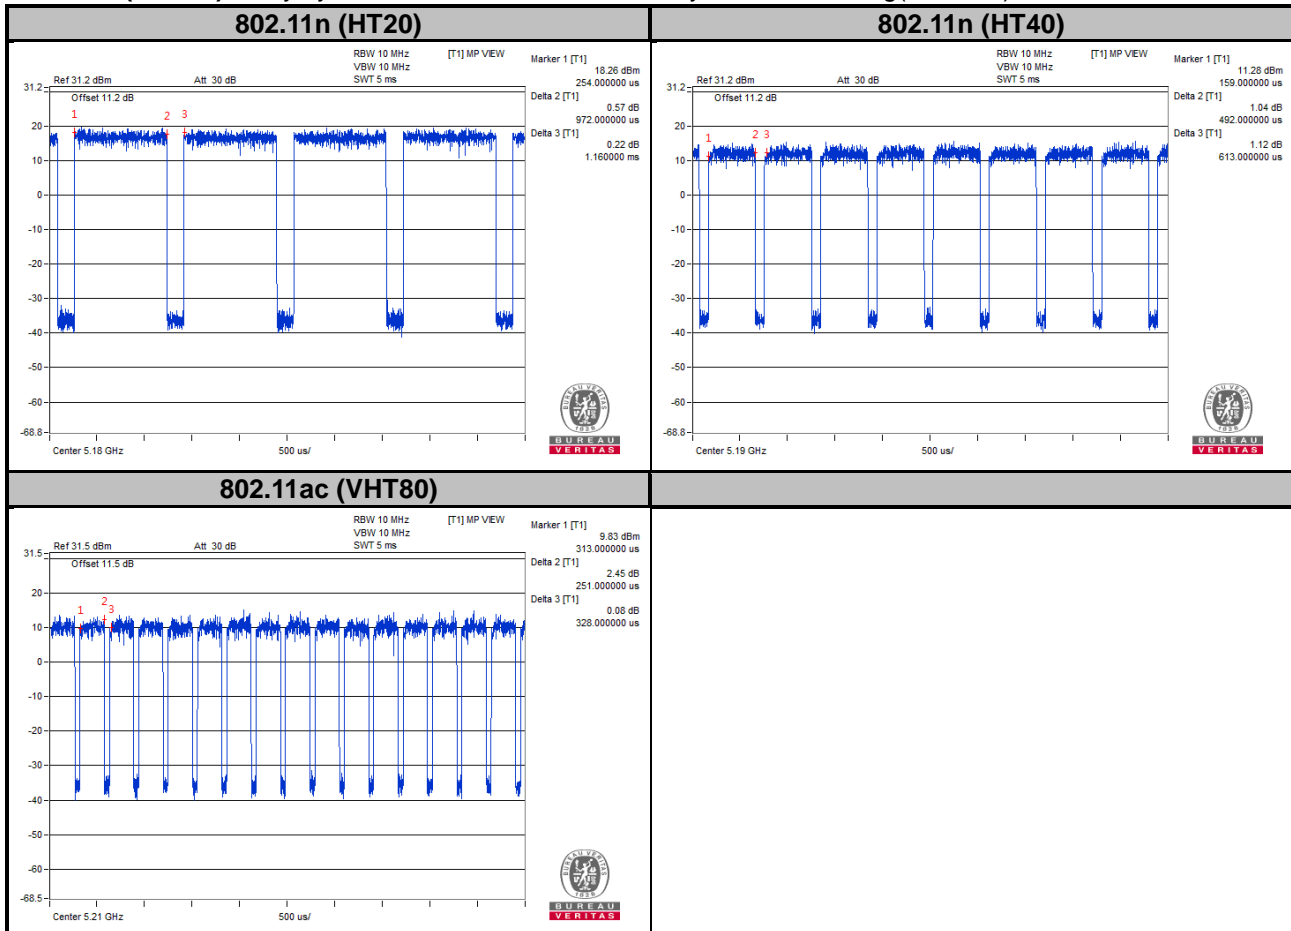 802.11n (HT20)
RBW 10 MHz [T1] MP VIEW
VBW 10 MHz
Ref 31.2 dBm Att 30 dB SWT 5 ms
Marker 1 [T1]
18.26 dBm
254.000000 us
Delta 2 [T1]
0.57 dB
972.000000 us
Delta 3 [T1]
0.22 dB
1.160000 ms
31.2
Offset 11.2 dB
1 2 3
20
10
0
-10
-20
-30
-40
-50
-60
-68.8
Center 5.18 GHz 500 us/
BUREAU
VERITAS
802.11n (HT40)
RBW 10 MHz [T1] MP VIEW
VBW 10 MHz
Ref 31.2 dBm Att 30 dB SWT 5 ms
Marker 1 [T1]
11.28 dBm
159.000000 us
Delta 2 [T1]
1.04 dB
492.000000 us
Delta 3 [T1]
1.12 dB
613.000000 us
31.2
Offset 11.2 dB
1 2 3
20
10
0
-10
-20
-30
-40
-50
-60
-68.8
Center 5.19 GHz 500 us/
BUREAU
VERITAS
802.11ac (VHT80)
RBW 10 MHz [T1] MP VIEW
VBW 10 MHz
Ref 31.5 dBm Att 30 dB SWT 5 ms
Marker 1 [T1]
9.83 dBm
313.000000 us
Delta 2 [T1]
2.45 dB
251.000000 us
Delta 3 [T1]
0.08 dB
328.000000 us
31.5
Offset 11.5 dB
1 2 3
20
10
0
-10
-20
-30
-40
-50
-60
-68.5
Center 5.21 GHz 500 us/
BUREAU
VERITAS